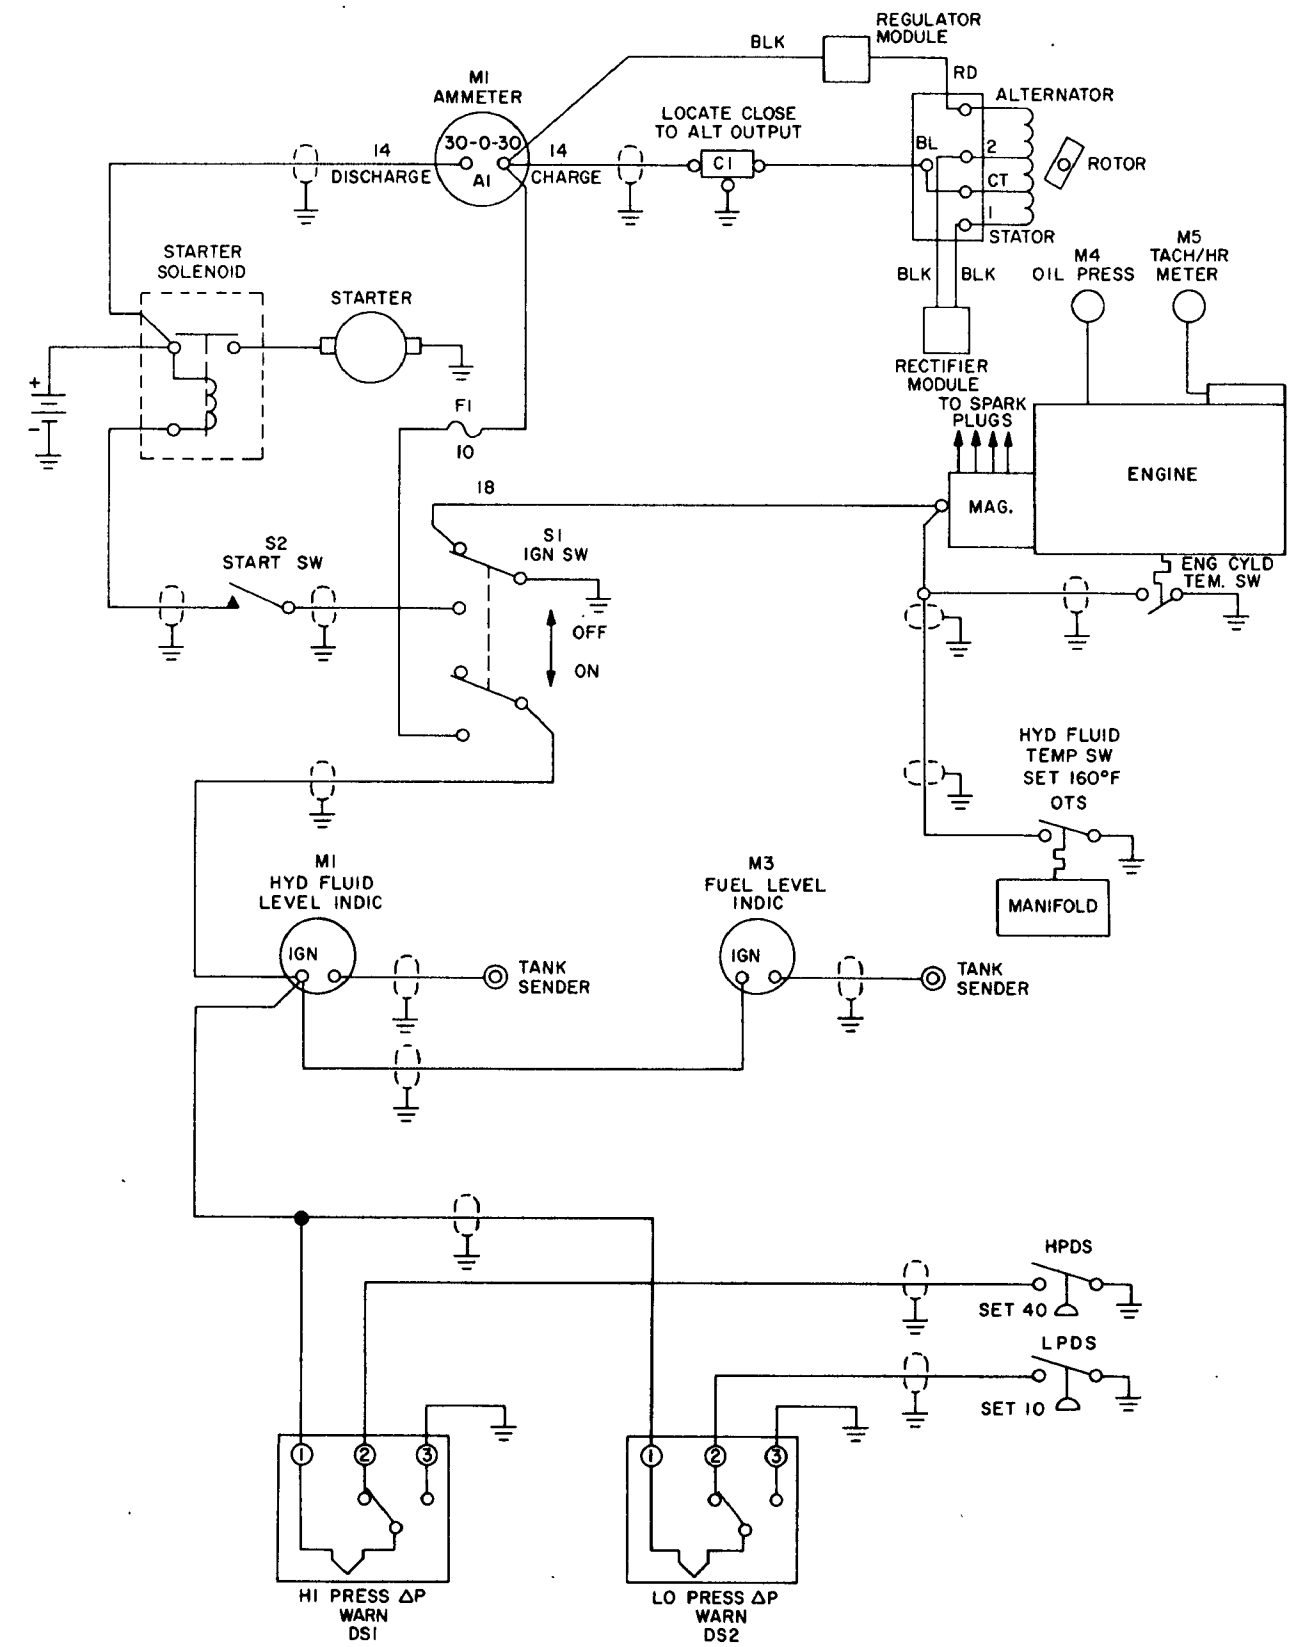 REGULATOR
MODULE
BLK
RD
M1
AMMETER
30-0-30
A1
14
DISCHARGE
14
CHARGE
LOCATE CLOSE
TO ALT OUTPUT
C1
BL
ALTERNATOR
2
CT
1
STATOR
ROTOR
BLK
BLK
RECTIFIER
MODULE
STARTER
SOLENOID
STARTER
+
-
F1
10
M4
OIL PRESS
M5
TACH/HR
METER
TO SPARK
PLUGS
MAG.
ENGINE
18
S1
IGN SW
OFF
ON
S2
START SW
ENG CYLD
TEM. SW
HYD FLUID
TEMP SW
SET 160°F
OTS
MANIFOLD
M1
HYD FLUID
LEVEL INDIC
IGN
TANK
SENDER
M3
FUEL LEVEL
INDIC
IGN
TANK
SENDER
HPDS
SET 40
LPDS
SET 10
1
2
3
HI PRESS ΔP
WARN
DS1
1
2
3
LO PRESS ΔP
WARN
DS2